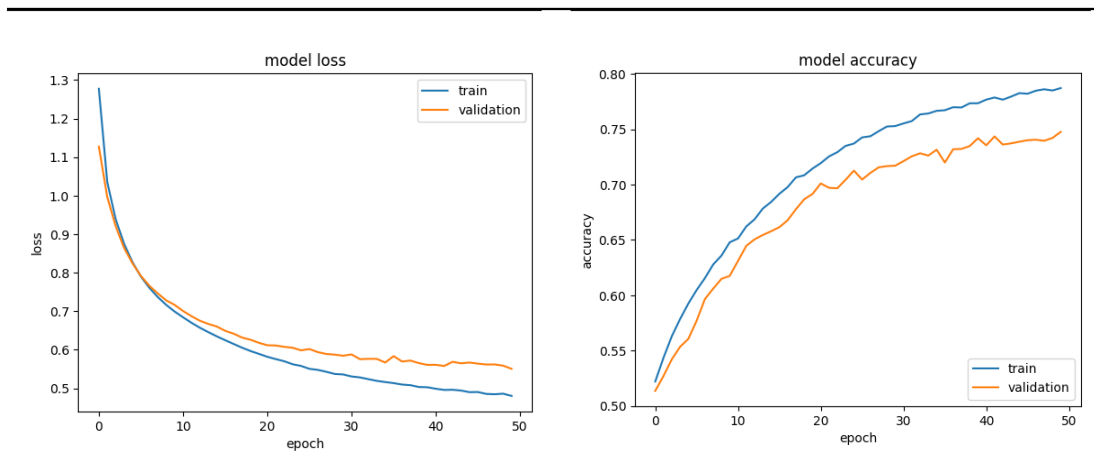 model loss
1.3
1.2
1.1
1.0
0.9
0.8
0.7
0.6
0.5
loss
0 10 20 30 40 50
epoch
train
validation
model accuracy
0.80
0.75
0.70
0.65
0.60
0.55
0.50
accuracy
0 10 20 30 40 50
epoch
train
validation